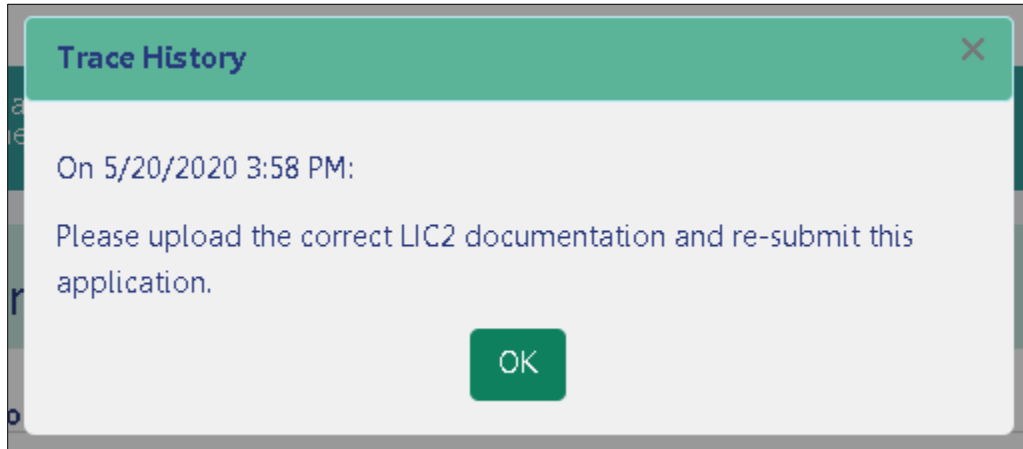 Trace History
On 5/20/2020 3:58 PM:
Please upload the correct LIC2 documentation and re-submit this
application.
OK